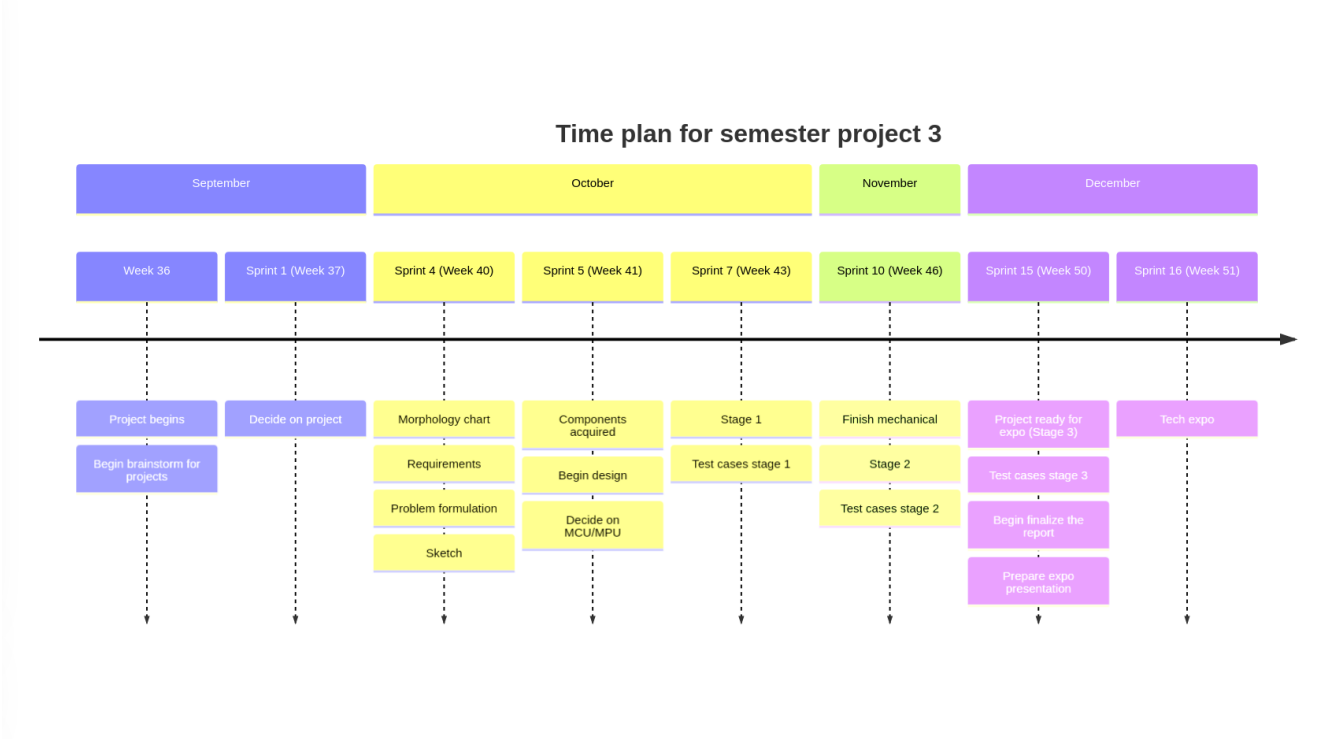 Time plan for semester project 3
September
October
November
December
Week 36
Sprint 1 (Week 37)
Sprint 4 (Week 40)
Sprint 5 (Week 41)
Sprint 7 (Week 43)
Sprint 10 (Week 46)
Sprint 15 (Week 50)
Sprint 16 (Week 51)
Project begins
Begin brainstorm for
projects
Decide on project
Morphology chart
Requirements
Problem formulation
Sketch
Components
acquired
Begin design
Decide on
MCU/MPU
Stage 1
Test cases stage 1
Finish mechanical
Stage 2
Test cases stage 2
Project ready for
expo (Stage 3)
Test cases stage 3
Begin finalize the
report
Prepare expo
presentation
Tech expo